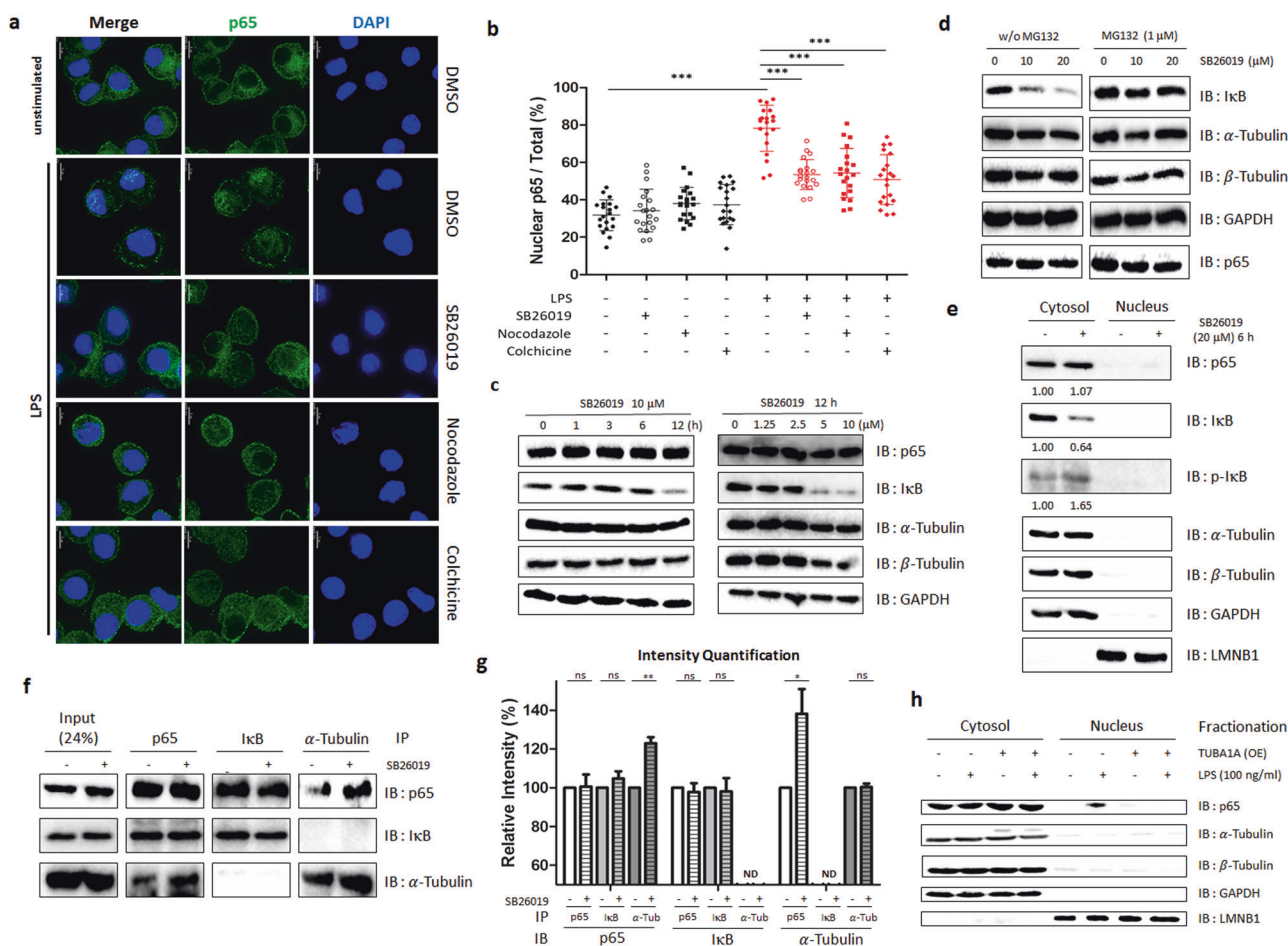 a
Merge p65 DAPI
unstimulated
DMSO
LPS
DMSO
SB26019
Nocodazole
Colchicine
b
Nuclear p65 / Total (%)
100
80
60
40
20
0
*** *** *** ***
LPS - - - - + + + +
SB26019 - + - - - + - -
Nocodazole - - + - - - + -
Colchicine - - - + - - - +
c
SB26019 10 μM SB26019 12 h
0 1 3 6 12 (h) 0 1.25 2.5 5 10 (μM)
IB : p65
IB : IκB
IB : α-Tubulin
IB : β-Tubulin
IB : GAPDH
d
w/o MG132 MG132 (1 μM)
0 10 20 0 10 20 SB26019 (μM)
IB : IκB
IB : α-Tubulin
IB : β-Tubulin
IB : GAPDH
IB : p65
e
Cytosol Nucleus
- + - + SB26019 (20 μM) 6 h
IB : p65
1.00 1.07
IB : IκB
1.00 0.64
IB : p-IκB
1.00 1.65
IB : α-Tubulin
IB : β-Tubulin
IB : GAPDH
IB : LMNB1
f
Input (24%) p65 IκB α-Tubulin IP
- + - + - + - + SB26019
IB : p65
IB : IκB
IB : α-Tubulin
g
Intensity Quantification
Relative Intensity (%)
140
120
100
80
60
ns ns ** ns ns * ns
ND ND
SB26019 - + - + - + - + - + - + - + - + - +
IP p65 IκB α-Tub p65 IκB α-Tub p65 IκB α-Tub
IB p65 IκB α-Tubulin
h
Cytosol Nucleus Fractionation
- - + + - - + + TUBA1A (OE)
- + - + - + - + LPS (100 ng/ml)
IB : p65
IB : α-Tubulin
IB : β-Tubulin
IB : GAPDH
IB : LMNB1